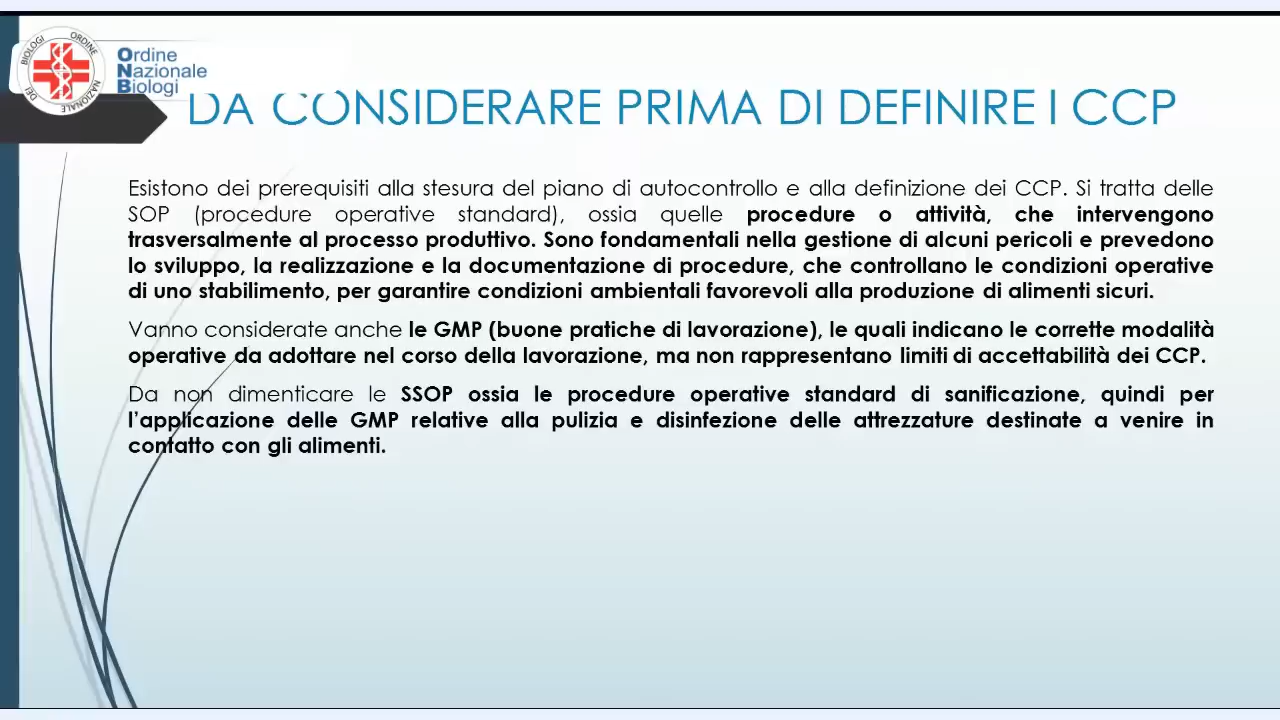 BIOLOGI ORDINE
NAZIONALE DEI
Ordine
Nazionale
Biologi
DA CONSIDERARE PRIMA DI DEFINIRE I CCP
Esistono dei prerequisiti alla stesura del piano di autocontrollo e alla definizione dei CCP. Si tratta delle
SOP (procedure operative standard), ossia quelle procedure o attività, che intervengono
trasversalmente al processo produttivo. Sono fondamentali nella gestione di alcuni pericoli e prevedono
lo sviluppo, la realizzazione e la documentazione di procedure, che controllano le condizioni operative
di uno stabilimento, per garantire condizioni ambientali favorevoli alla produzione di alimenti sicuri.
Vanno considerate anche le GMP (buone pratiche di lavorazione), le quali indicano le corrette modalità
operative da adottare nel corso della lavorazione, ma non rappresentano limiti di accettabilità dei CCP.
Da non dimenticare le SSOP ossia le procedure operative standard di sanificazione, quindi per
l'applicazione delle GMP relative alla pulizia e disinfezione delle attrezzature destinate a venire in
contatto con gli alimenti.